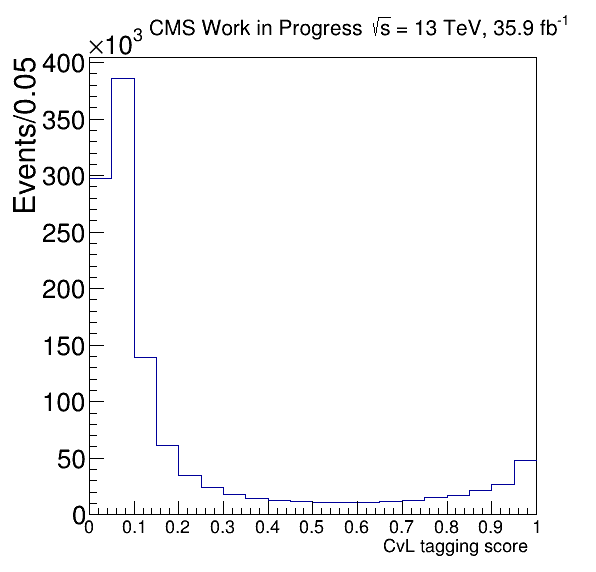 ×10³ CMS Work in Progress √s = 13 TeV, 35.9 fb⁻¹
Events/0.05
400
350
300
250
200
150
100
50
0
0 0.1 0.2 0.3 0.4 0.5 0.6 0.7 0.8 0.9 1
CvL tagging score